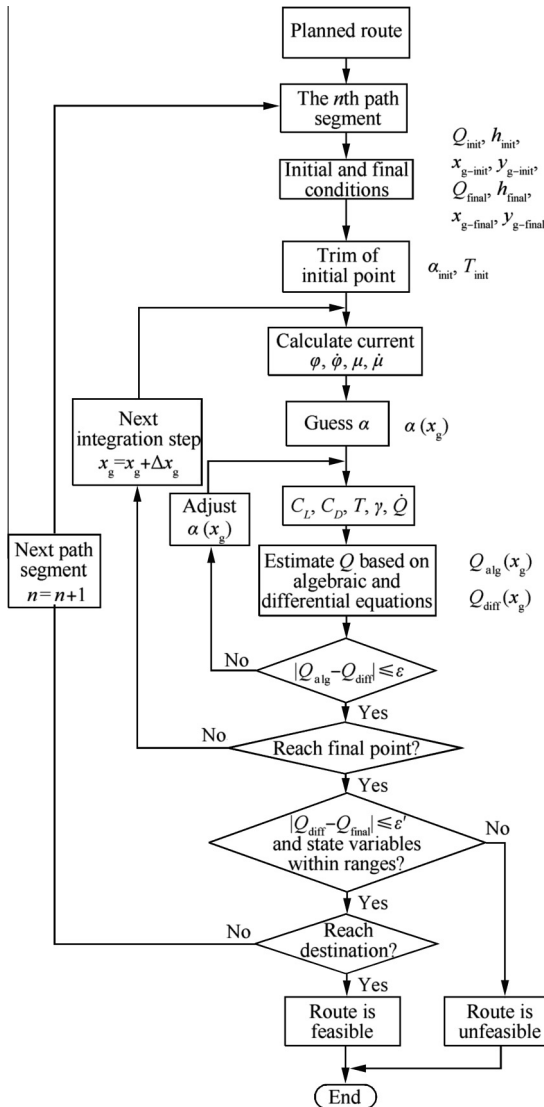 Planned route
The nth path
segment
Q_init, h_init,
x_g-init, y_g-init,
Q_final, h_final,
x_g-final, y_g-final
Initial and final
conditions
Trim of
initial point
α_init, T_init
Calculate current
φ, φ̇, μ, μ̇
Next
integration step
x_g=x_g+Δx_g
Guess α
α(x_g)
Adjust
α(x_g)
C_L, C_D, T, γ, Q̇
Next path
segment
n=n+1
Estimate Q based on
algebraic and
differential equations
Q_alg(x_g)
Q_diff(x_g)
No
|Q_alg−Q_diff|≤ε
Yes
No
Reach final point?
Yes
|Q_diff−Q_final|≤ε′
and state variables
within ranges?
No
Yes
No
Reach
destination?
Yes
Route is
feasible
Route is
unfeasible
End